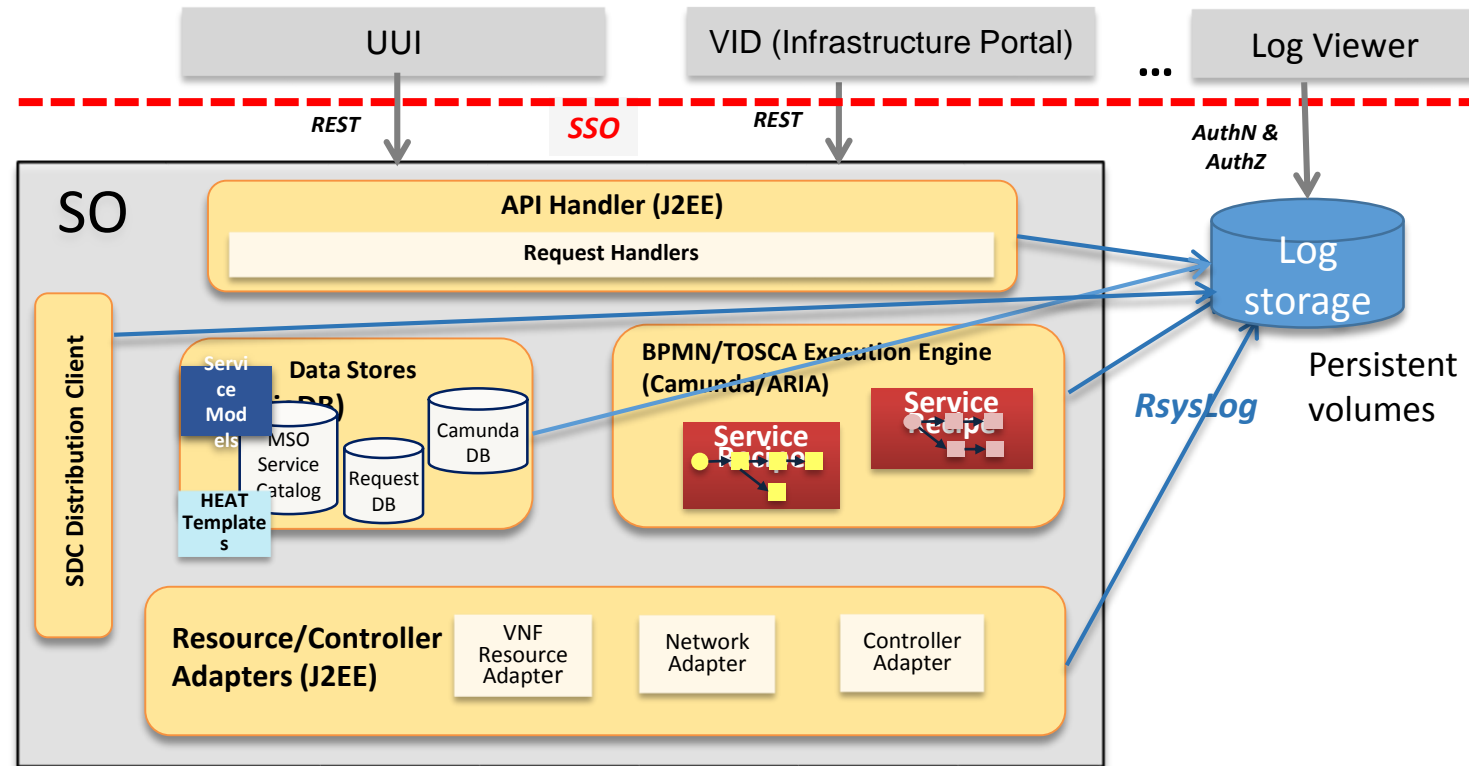 UUI
VID (Infrastructure Portal)
...
Log Viewer
REST
SSO
REST
AuthN &
AuthZ
SO
API Handler (J2EE)
Request Handlers
Log
storage
Persistent
volumes
RsysLog
SDC Distribution Client
Data Stores
DB)
Servi
ce
Mod
els
MSO
Service
Catalog
Request
DB
Camunda
DB
HEAT
Template
s
BPMN/TOSCA Execution Engine
(Camunda/ARIA)
Service
Recipe
Service
Recipe
Resource/Controller
Adapters (J2EE)
VNF
Resource
Adapter
Network
Adapter
Controller
Adapter